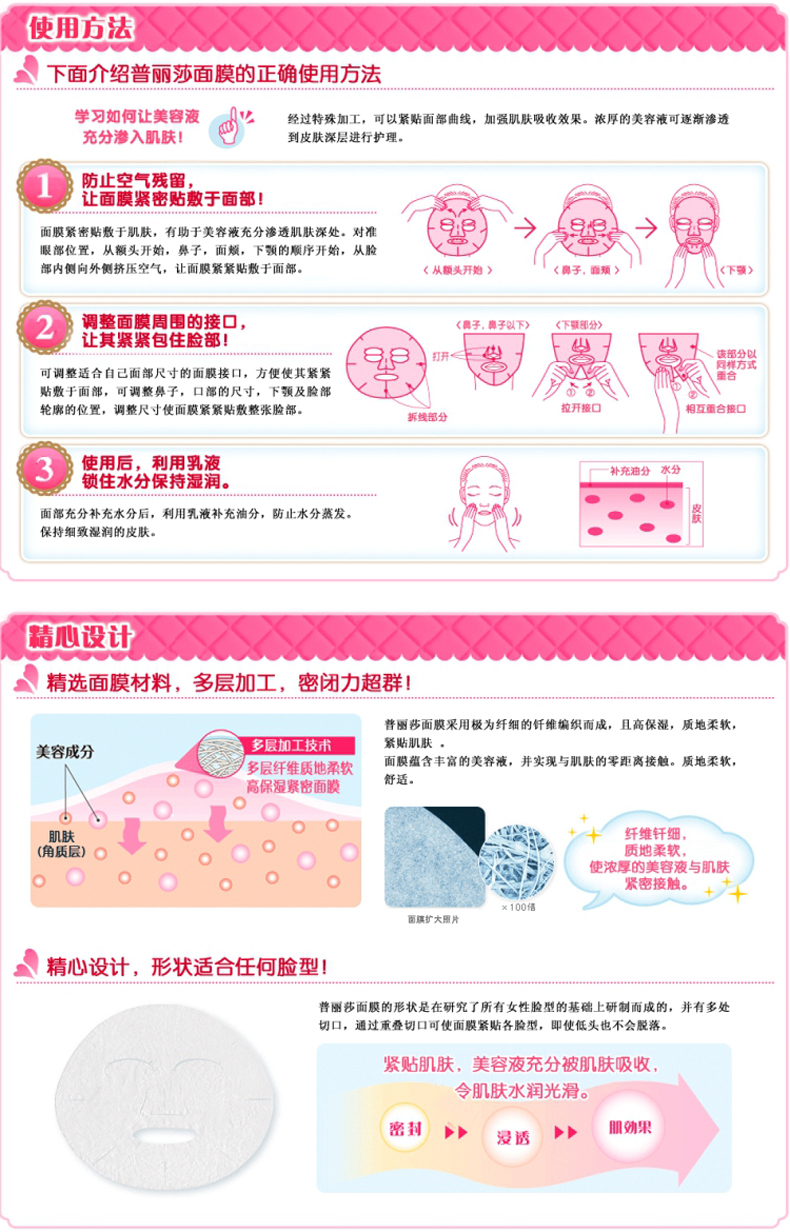 使用方法
下面介绍普丽莎面膜的正确使用方法
学习如何让美容液
充分渗入肌肤！
经过特殊加工，可以紧贴面部曲线，加强肌肤吸收效果。浓厚的美容液可逐渐渗透
到皮肤深层进行护理。
1
防止空气残留，
让面膜紧密贴敷于面部！
面膜紧密贴敷于肌肤，有助于美容液充分渗透肌肤深处。对准
眼部位置，从额头开始，鼻子，面颊，下颚的顺序开始，从脸
部内侧向外侧挤压空气，让面膜紧紧贴敷于面部。
〈从额头开始〉
〈鼻子，面颊〉
〈下颚〉
2
调整面膜周围的接口，
让其紧紧包住脸部！
可调整适合自己面部尺寸的面膜接口，方便使其紧紧
贴敷于面部，可调整鼻子，口部的尺寸，下颚及脸部
轮廓的位置，调整尺寸使面膜紧紧贴敷整张脸部。
拆线部分
〈鼻子，鼻子以下〉
打开
〈下颚部分〉
① ②
拉开接口
该部分以
同样方式
重合
① ②
相互重合接口
3
使用后，利用乳液
锁住水分保持湿润。
面部充分补充水分后，利用乳液补充油分，防止水分蒸发。
保持细致湿润的皮肤。
补充油分
水分
皮肤
精心设计
精选面膜材料，多层加工，密闭力超群！
美容成分
多层加工技术
多层纤维质地柔软
高保湿紧密面膜
肌肤
(角质层)
普丽莎面膜采用极为纤细的钎维编织而成，且高保湿，质地柔软，
紧贴肌肤 。
面膜蕴含丰富的美容液，并实现与肌肤的零距离接触。质地柔软，
舒适。
面膜扩大照片
×100倍
纤维钎细，
质地柔软，
使浓厚的美容液与肌肤
紧密接触。
精心设计，形状适合任何脸型！
普丽莎面膜的形状是在研究了所有女性脸型的基础上研制而成的，并有多处
切口，通过重叠切口可使面膜紧贴各脸型，即使低头也不会脱落。
紧贴肌肤，美容液充分被肌肤吸收，
令肌肤水润光滑。
密封
浸透
肌效果